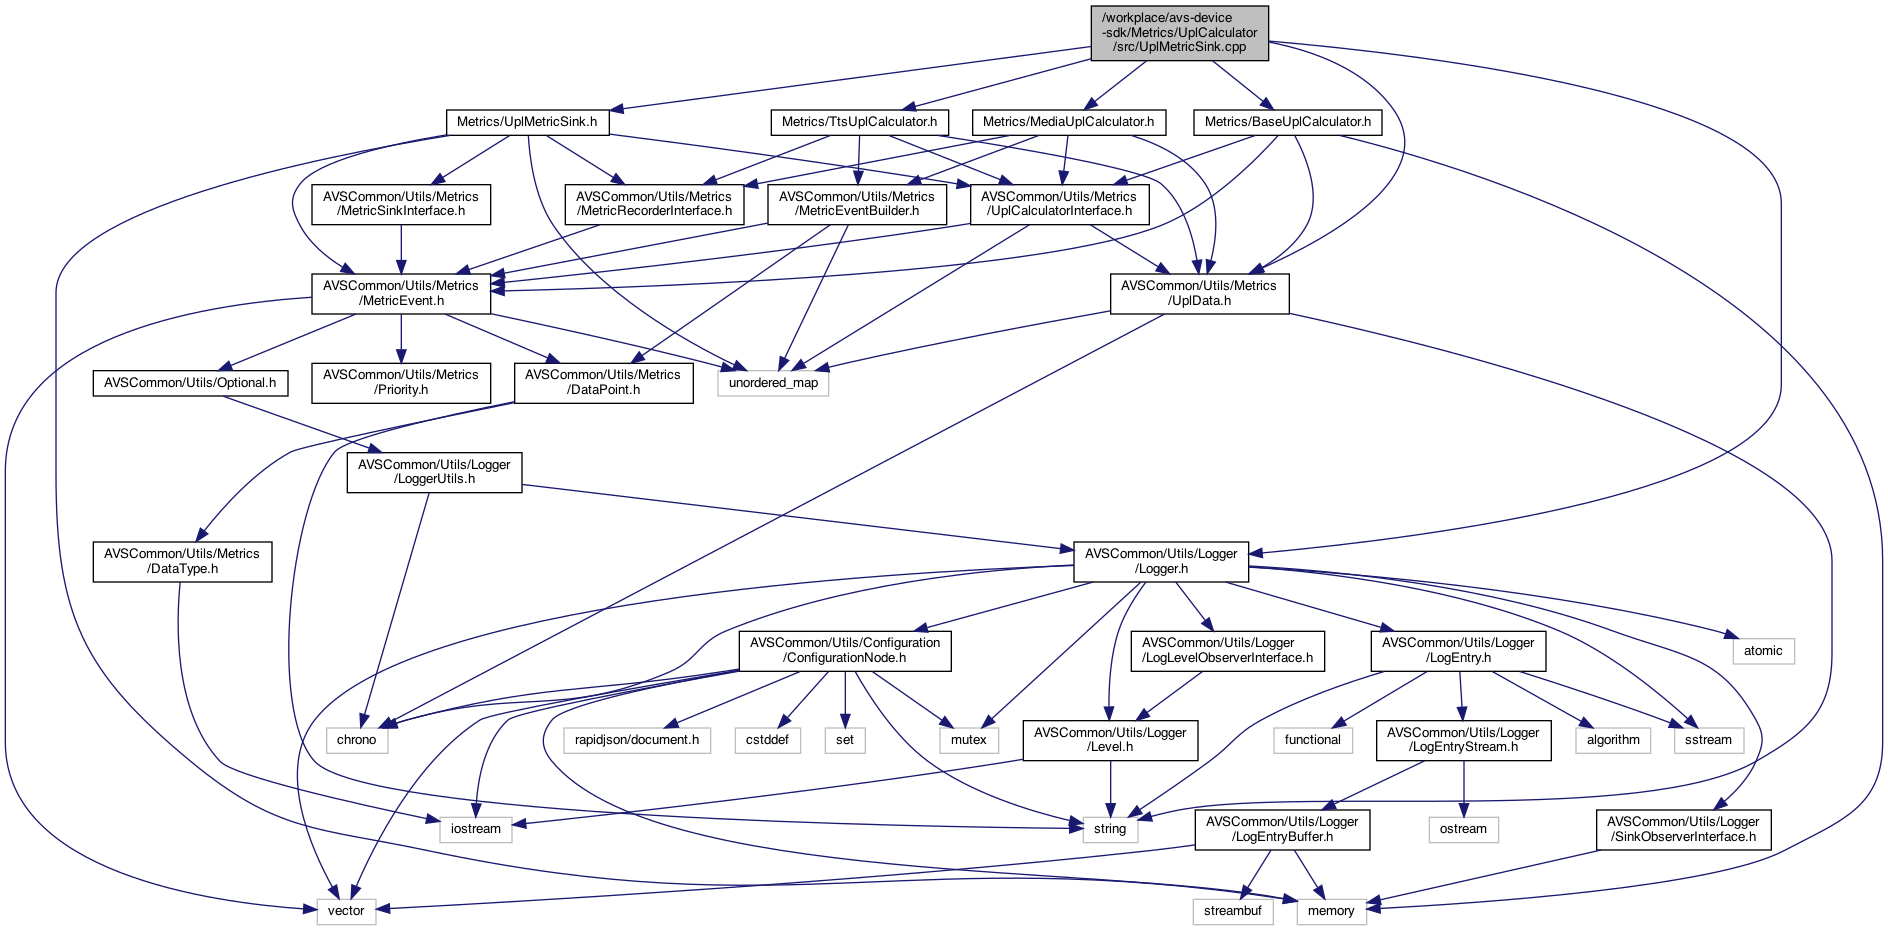 /workplace/avs-device
-sdk/Metrics/UplCalculator
/src/UplMetricSink.cpp
Metrics/UplMetricSink.h
Metrics/TtsUplCalculator.h
Metrics/MediaUplCalculator.h
Metrics/BaseUplCalculator.h
AVSCommon/Utils/Metrics
/MetricSinkInterface.h
AVSCommon/Utils/Metrics
/MetricRecorderInterface.h
AVSCommon/Utils/Metrics
/MetricEventBuilder.h
AVSCommon/Utils/Metrics
/UplCalculatorInterface.h
AVSCommon/Utils/Metrics
/MetricEvent.h
AVSCommon/Utils/Metrics
/UplData.h
AVSCommon/Utils/Optional.h
AVSCommon/Utils/Metrics
/Priority.h
AVSCommon/Utils/Metrics
/DataPoint.h
unordered_map
AVSCommon/Utils/Logger
/LoggerUtils.h
AVSCommon/Utils/Metrics
/DataType.h
AVSCommon/Utils/Logger
/Logger.h
AVSCommon/Utils/Configuration
/ConfigurationNode.h
AVSCommon/Utils/Logger
/LogLevelObserverInterface.h
AVSCommon/Utils/Logger
/LogEntry.h
atomic
chrono
rapidjson/document.h
cstddef
set
mutex
AVSCommon/Utils/Logger
/Level.h
functional
AVSCommon/Utils/Logger
/LogEntryStream.h
algorithm
sstream
iostream
string
AVSCommon/Utils/Logger
/LogEntryBuffer.h
ostream
AVSCommon/Utils/Logger
/SinkObserverInterface.h
vector
streambuf
memory